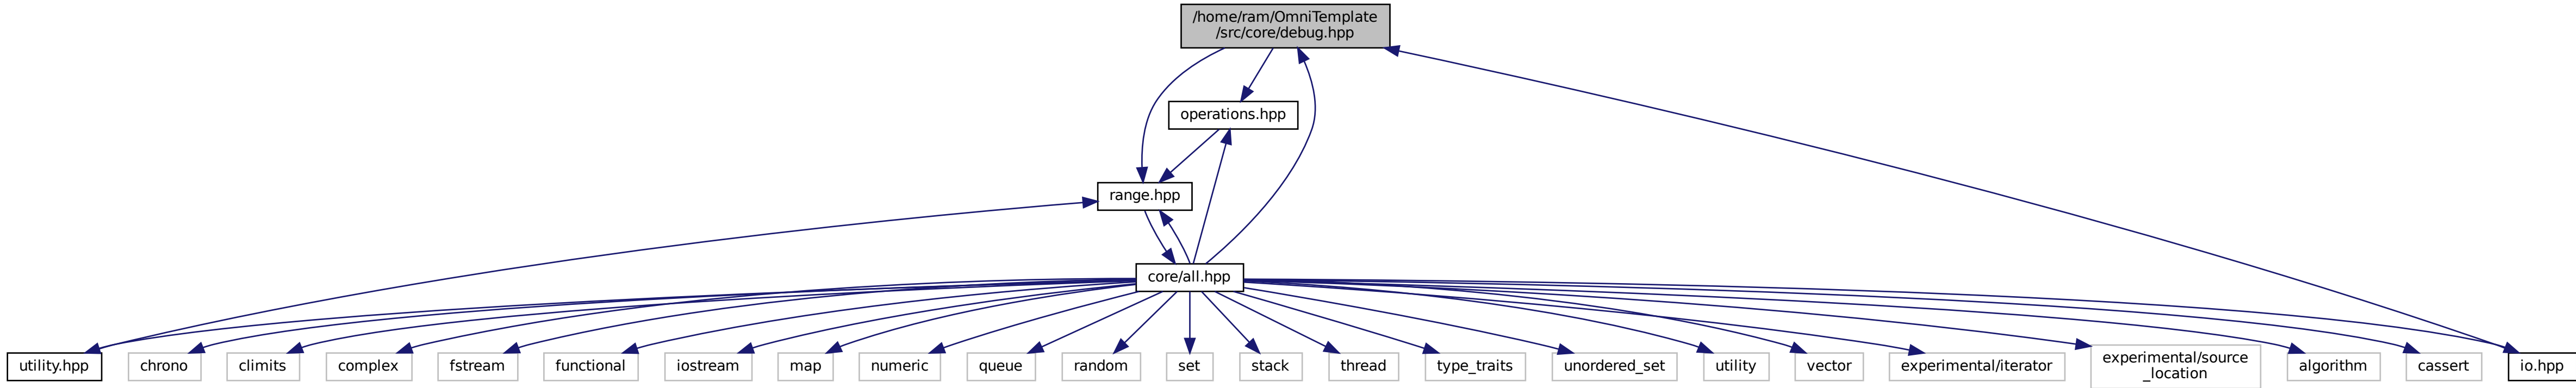 /home/ram/OmniTemplate
/src/core/debug.hpp
operations.hpp
range.hpp
core/all.hpp
utility.hpp
chrono
climits
complex
fstream
functional
iostream
map
numeric
queue
random
set
stack
thread
type_traits
unordered_set
utility
vector
experimental/iterator
experimental/source
_location
algorithm
cassert
io.hpp